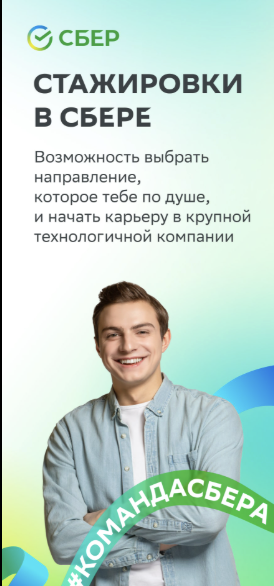 СБЕР
СТАЖИРОВКИ
В СБЕРЕ
Возможность выбрать
направление,
которое тебе по душе,
и начать карьеру в крупной
технологичной компании
#КОМАНДАСБЕРА